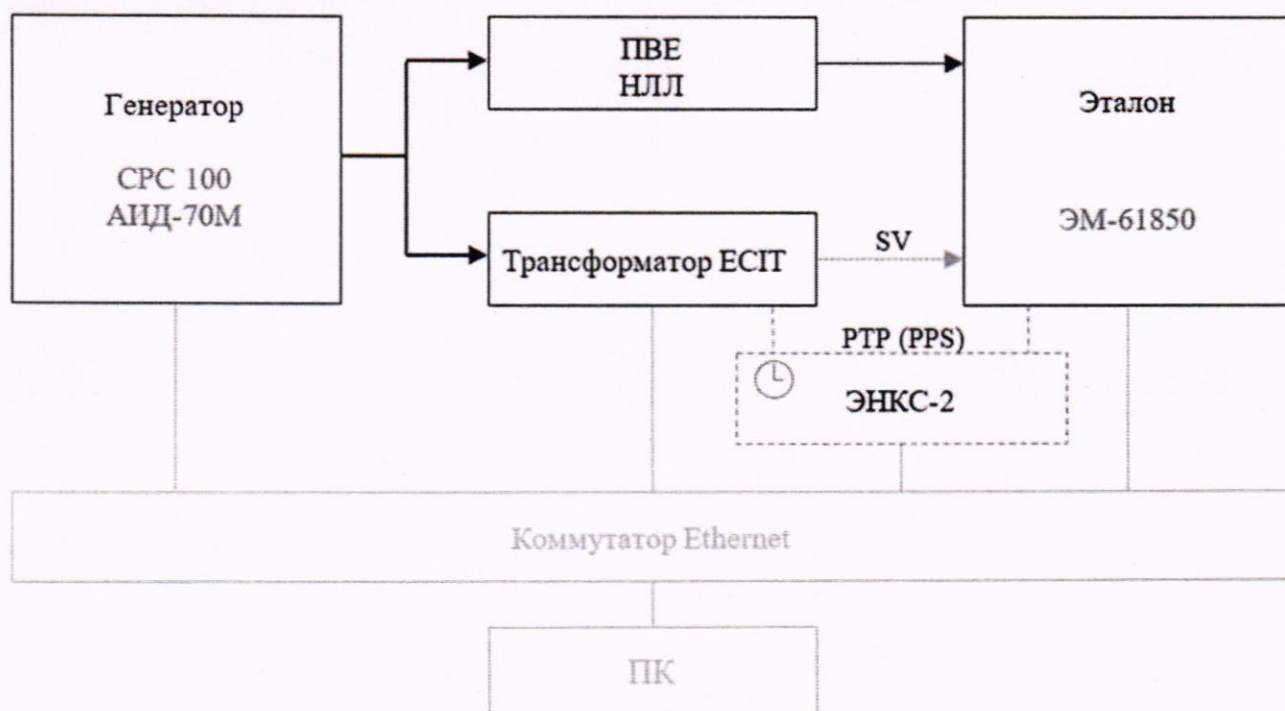 Генератор
СРС 100
АИД-70М
ПВЕ
НЛЛ
Эталон
ЭМ-61850
Трансформатор ECIT
SV
PTP (PPS)
ЭНКС-2
Коммутатор Ethernet
ПК